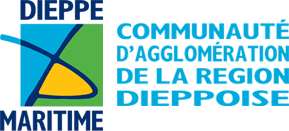 DIEPPE
MARITIME
COMMUNAUTÉ
D'AGGLOMÉRATION
DE LA REGION
DIEPPOISE